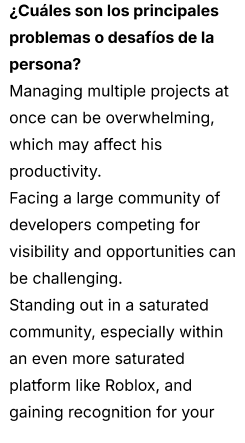 ¿Cuáles son los principales
problemas o desafíos de la
persona?
Managing multiple projects at
once can be overwhelming,
which may affect his
productivity.
Facing a large community of
developers competing for
visibility and opportunities can
be challenging.
Standing out in a saturated
community, especially within
an even more saturated
platform like Roblox, and
gaining recognition for your